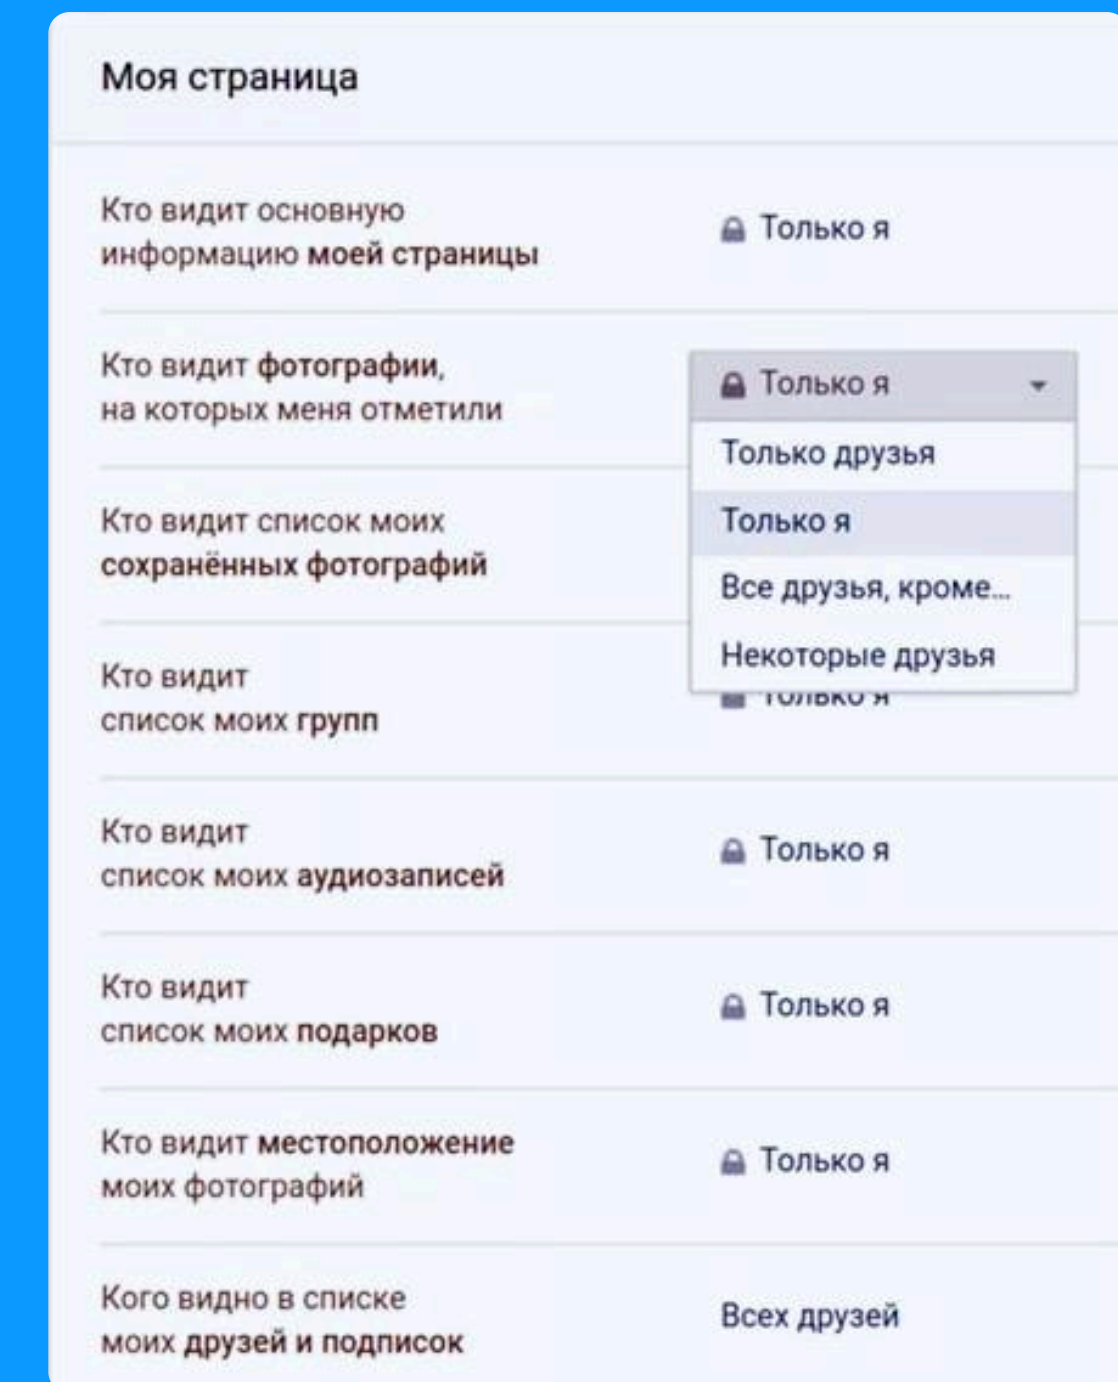 Моя страница
Кто видит основную
информацию моей страницы
Только я
Кто видит фотографии,
на которых меня отметили
Только я
Только друзья
Только я
Все друзья, кроме...
Некоторые друзья
Кто видит список моих
сохранённых фотографий
Кто видит
список моих групп
Только я
Кто видит
список моих аудиозаписей
Только я
Кто видит
список моих подарков
Только я
Кто видит местоположение
моих фотографий
Только я
Кого видно в списке
моих друзей и подписок
Всех друзей